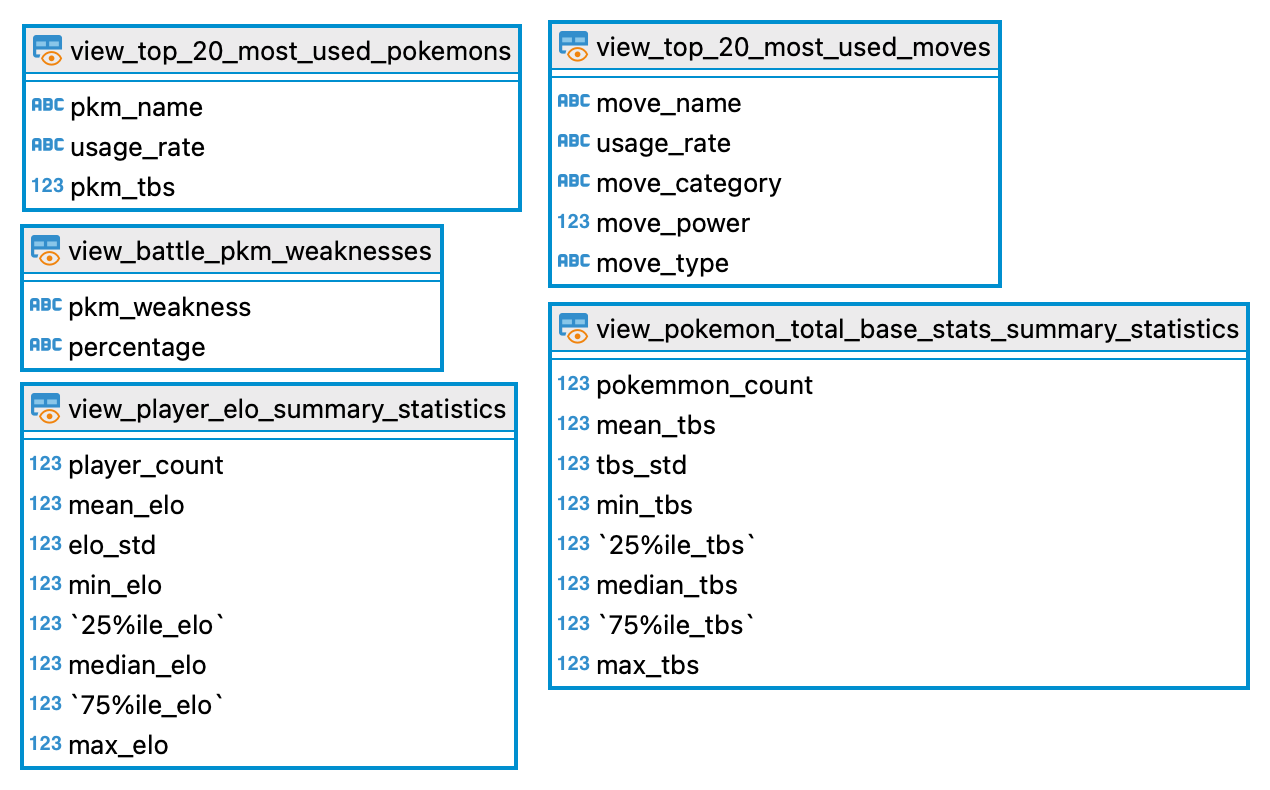 view_top_20_most_used_pokemons
ABC pkm_name
ABC usage_rate
123 pkm_tbs
view_battle_pkm_weaknesses
ABC pkm_weakness
ABC percentage
view_player_elo_summary_statistics
123 player_count
123 mean_elo
123 elo_std
123 min_elo
123 `25%ile_elo`
123 median_elo
123 `75%ile_elo`
123 max_elo
view_top_20_most_used_moves
ABC move_name
ABC usage_rate
ABC move_category
123 move_power
ABC move_type
view_pokemon_total_base_stats_summary_statistics
123 pokemmon_count
123 mean_tbs
123 tbs_std
123 min_tbs
123 `25%ile_tbs`
123 median_tbs
123 `75%ile_tbs`
123 max_tbs